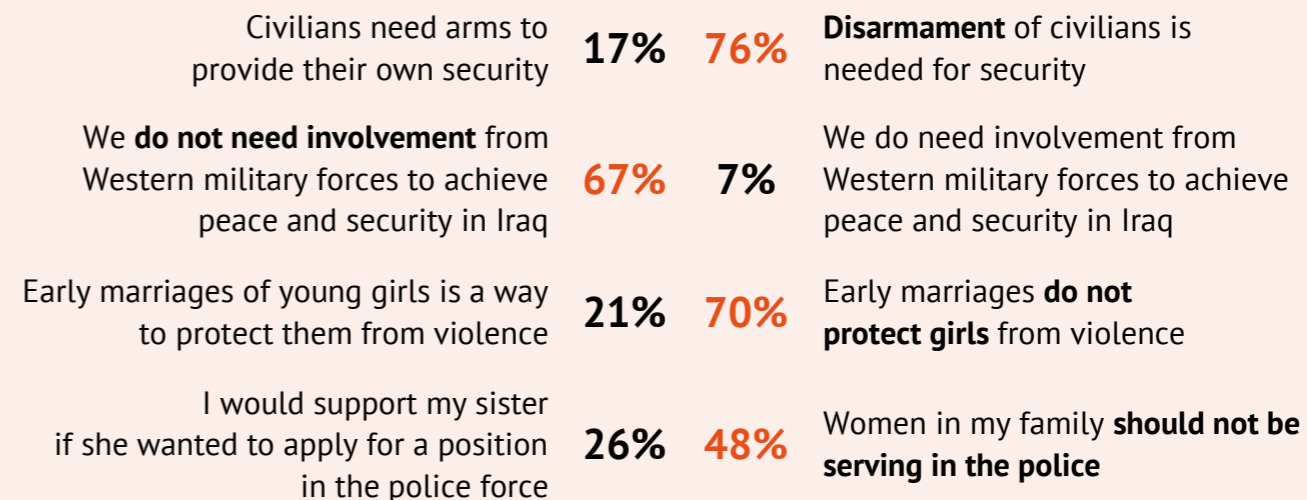 Civilians need arms to
provide their own security
17% 76%
Disarmament of civilians is
needed for security
We do not need involvement from
Western military forces to achieve
peace and security in Iraq
67% 7%
We do need involvement from
Western military forces to achieve
peace and security in Iraq
Early marriages of young girls is a way
to protect them from violence
21% 70%
Early marriages do not
protect girls from violence
I would support my sister
if she wanted to apply for a position
in the police force
26% 48%
Women in my family should not be
serving in the police